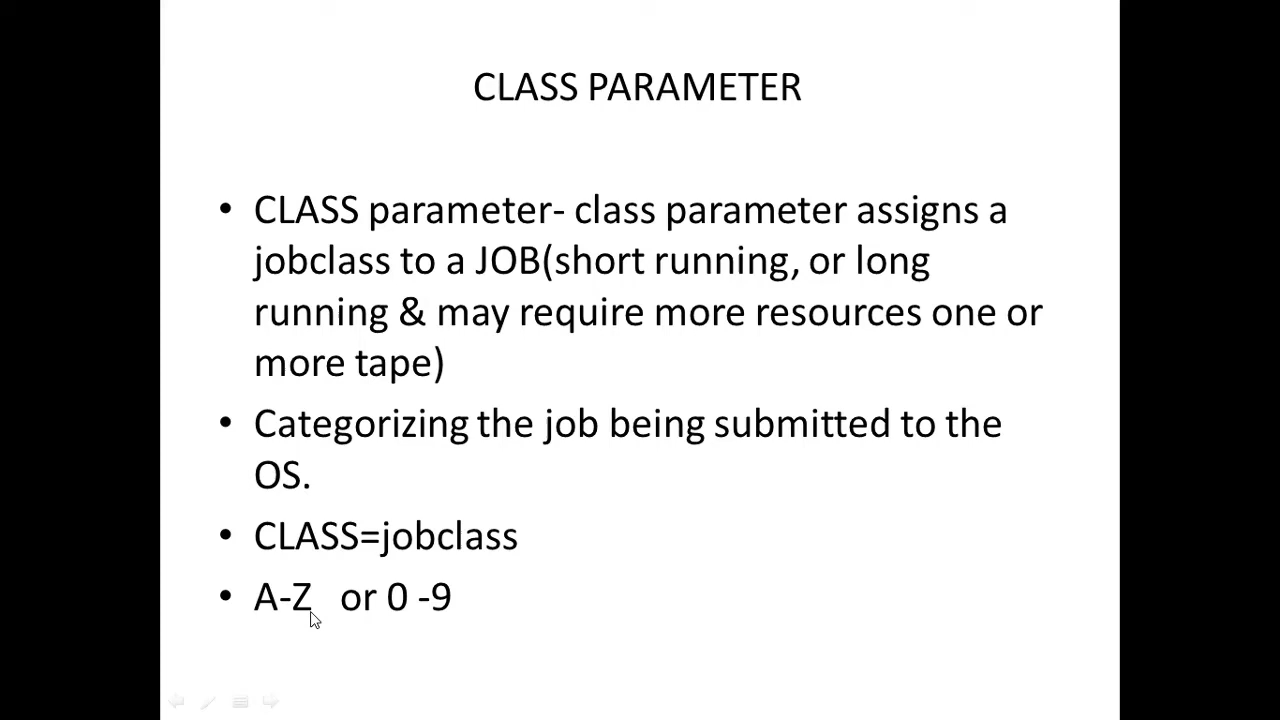 CLASS PARAMETER
• CLASS parameter- class parameter assigns a
jobclass to a JOB(short running, or long
running & may require more resources one or
more tape)
• Categorizing the job being submitted to the
OS.
• CLASS=jobclass
• A-Z   or 0 -9